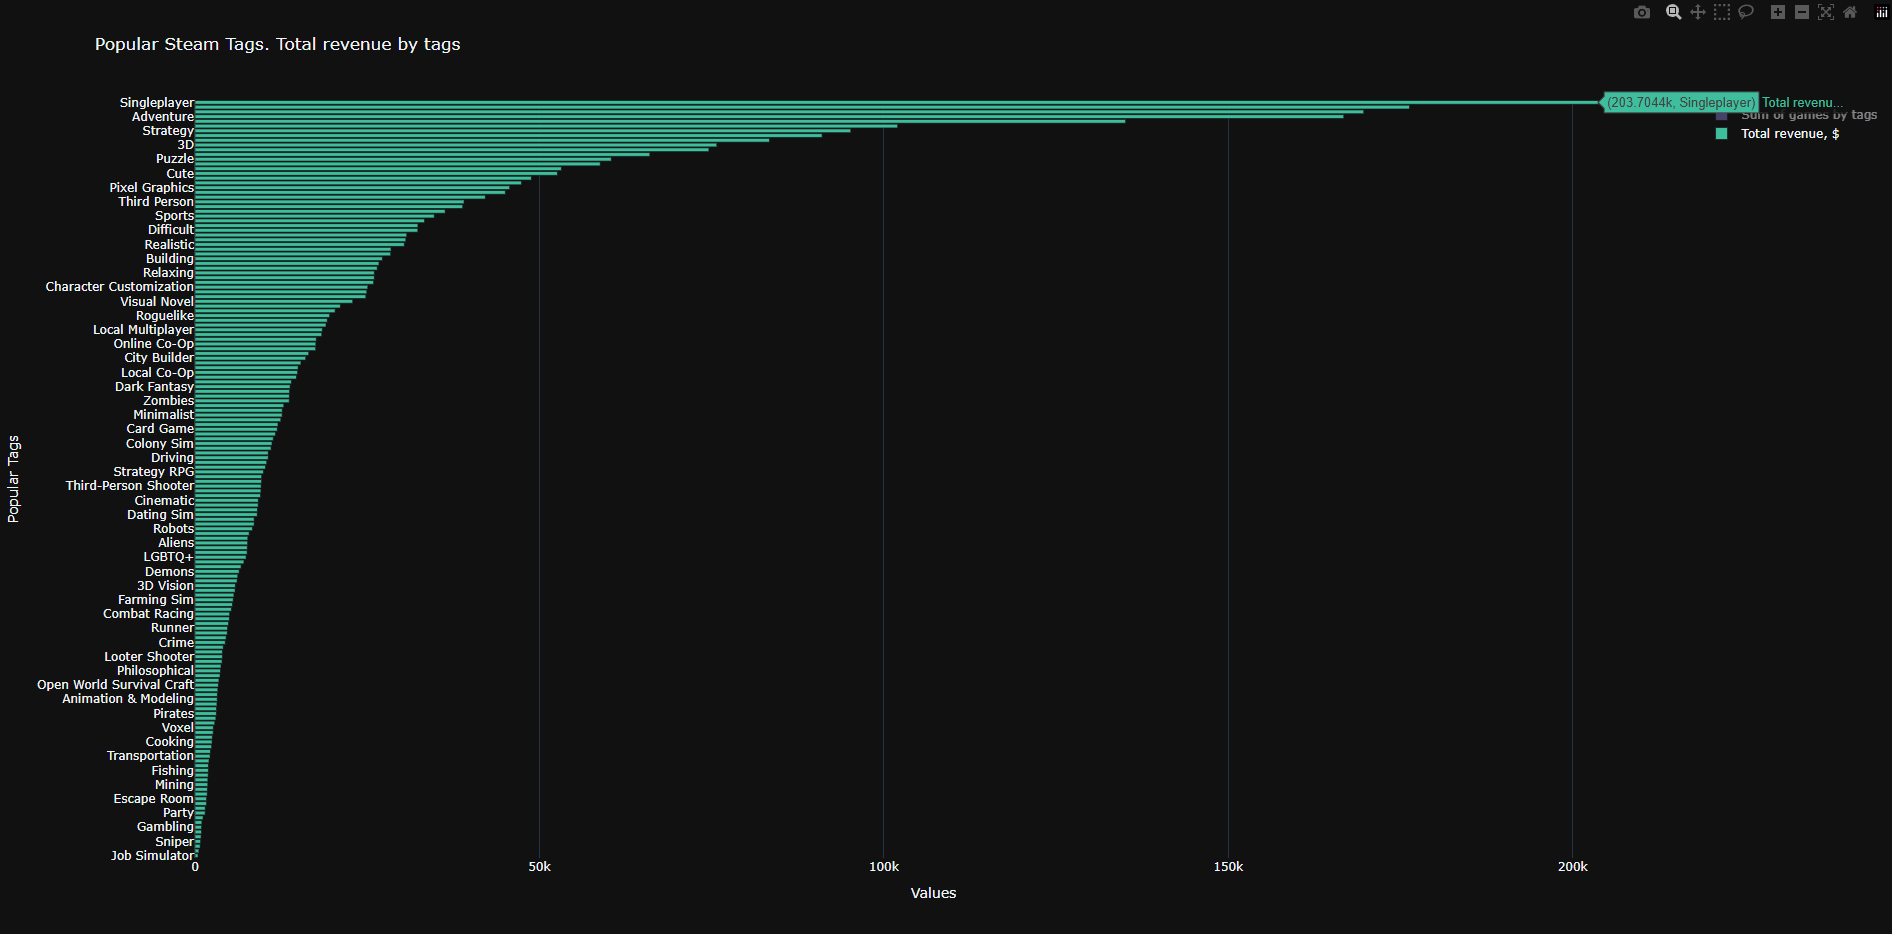 Popular Steam Tags. Total revenue by tags
Singleplayer
(203.7044k, Singleplayer)
Total revenu...
Sum of games by tags
Total revenue, $
Adventure
Strategy
3D
Puzzle
Cute
Pixel Graphics
Third Person
Sports
Difficult
Realistic
Building
Relaxing
Character Customization
Visual Novel
Roguelike
Local Multiplayer
Online Co-Op
City Builder
Local Co-Op
Dark Fantasy
Zombies
Minimalist
Card Game
Colony Sim
Driving
Strategy RPG
Third-Person Shooter
Cinematic
Dating Sim
Robots
Aliens
LGBTQ+
Demons
3D Vision
Farming Sim
Combat Racing
Runner
Crime
Looter Shooter
Philosophical
Open World Survival Craft
Animation & Modeling
Pirates
Voxel
Cooking
Transportation
Fishing
Mining
Escape Room
Party
Gambling
Sniper
Job Simulator
Popular Tags
0
50k
100k
150k
200k
Values